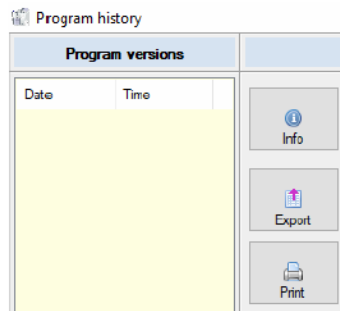 Program history
Program versions
Date Time
Info
Export
Print